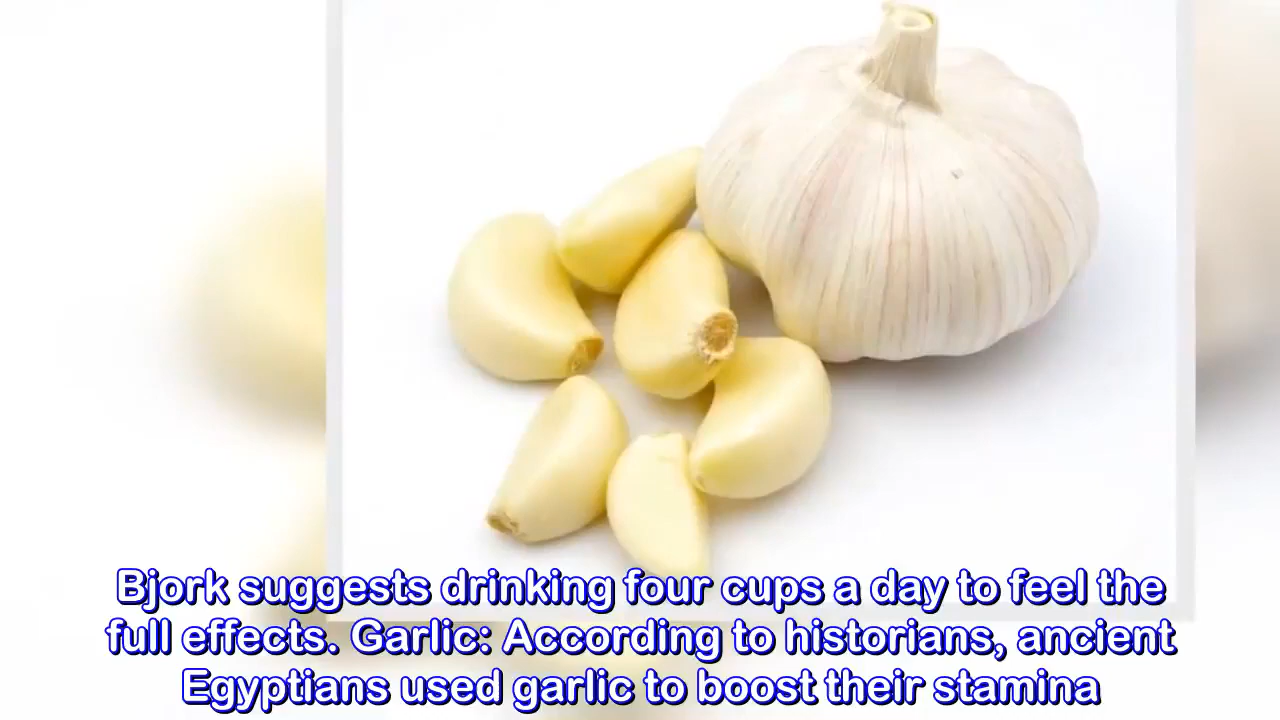 Bjork suggests drinking four cups a day to feel the
full effects. Garlic: According to historians, ancient
Egyptians used garlic to boost their stamina